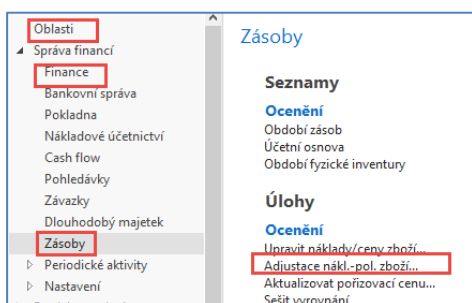 Oblasti
Správa financí
Finance
Bankovní správa
Pokladna
Nákladové účetnictví
Cash flow
Pohledávky
Závazky
Dlouhodobý majetek
Zásoby
Periodické aktivity
Nastavení
Zásoby
Seznamy
Ocenění
Období zásob
Účetní osnova
Období fyzické inventury
Úlohy
Ocenění
Upravit náklady/ceny zboží...
Adjustace nákl.-pol. zboží...
Aktualizovat pořizovací cenu...
Sešit vyrovnání